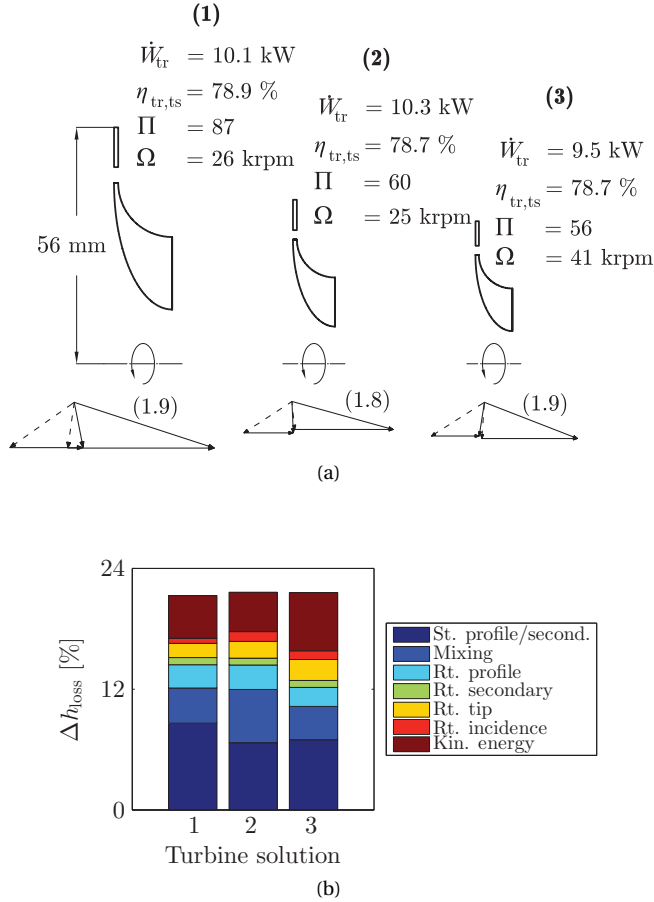 (1)
Ẇtr = 10.1 kW
ηtr,ts = 78.9 %
Π = 87
Ω = 26 krpm
(2)
Ẇtr = 10.3 kW
ηtr,ts = 78.7 %
Π = 60
Ω = 25 krpm
(3)
Ẇtr = 9.5 kW
ηtr,ts = 78.7 %
Π = 56
Ω = 41 krpm
56 mm
(1.9)
(1.8)
(1.9)
(a)
24
12
0
Δhloss [%]
1 2 3
Turbine solution
St. profile/second.
Mixing
Rt. profile
Rt. secondary
Rt. tip
Rt. incidence
Kin. energy
(b)